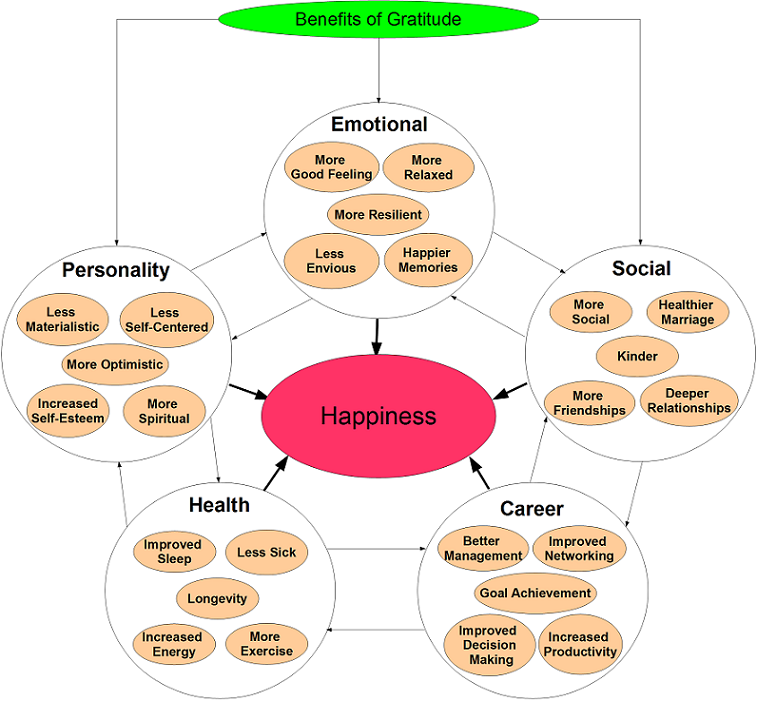 Benefits of Gratitude
Emotional
More
Good Feeling
More
Relaxed
More Resilient
Less
Envious
Happier
Memories
Personality
Less
Materialistic
Less
Self-Centered
More Optimistic
Increased
Self-Esteem
More
Spiritual
Social
More
Social
Healthier
Marriage
Kinder
More
Friendships
Deeper
Relationships
Happiness
Health
Improved
Sleep
Less Sick
Longevity
Increased
Energy
More
Exercise
Career
Better
Management
Improved
Networking
Goal Achievement
Improved
Decision
Making
Increased
Productivity